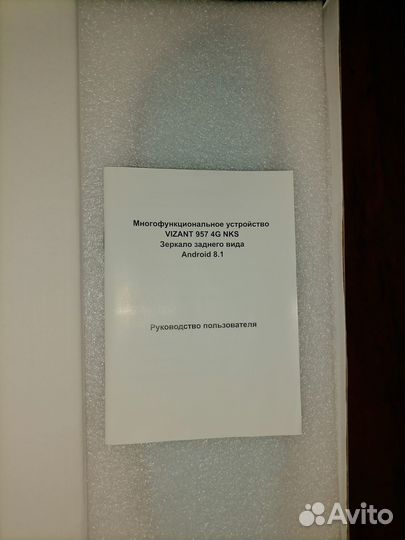 Многофункциональное устройство
VIZANT 957 4G NKS
Зеркало заднего вида
Android 8.1
Руководство пользователя
Avito